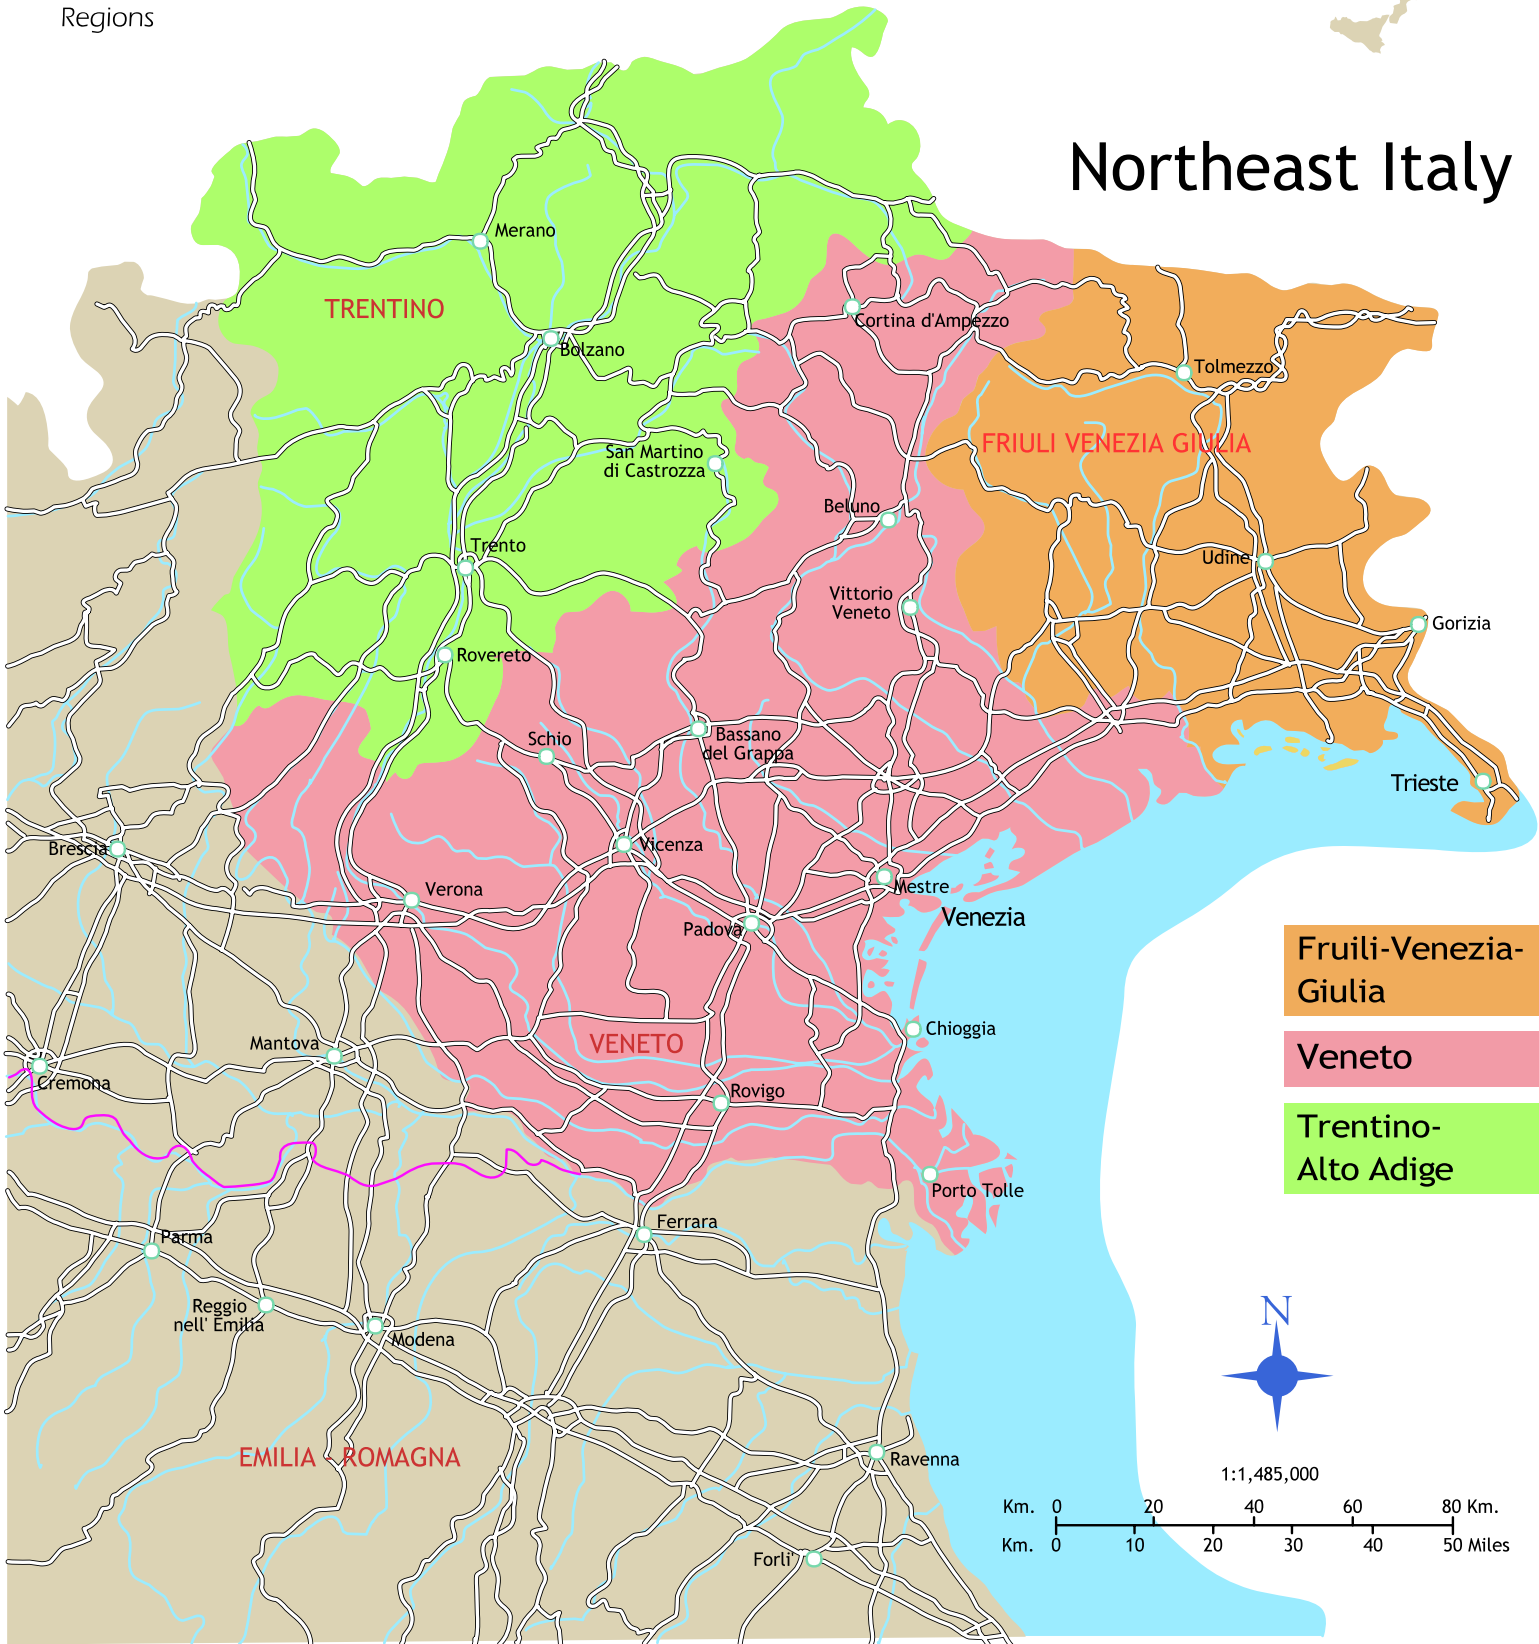 Regions
Northeast Italy
Merano
TRENTINO
Cortina d'Ampezzo
Bolzano
Tolmezzo
FRIULI VENEZIA GIULIA
San Martino
di Castrozza
Beluno
Trento
Udine
Vittorio
Veneto
Gorizia
Rovereto
Schio
Bassano
del Grappa
Trieste
Brescia
Vicenza
Verona
Mestre
Venezia
Padova
Fruili-Venezia-
Giulia
Chioggia
Mantova
VENETO
Veneto
Cremona
Rovigo
Trentino-
Alto Adige
Porto Tolle
Ferrara
Parma
Reggio
nell' Emilia
N
Modena
EMILIA - ROMAGNA
Ravenna
1:1,485,000
Km. 0 20 40 60 80 Km.
Km. 0 10 20 30 40 50 Miles
Forli'